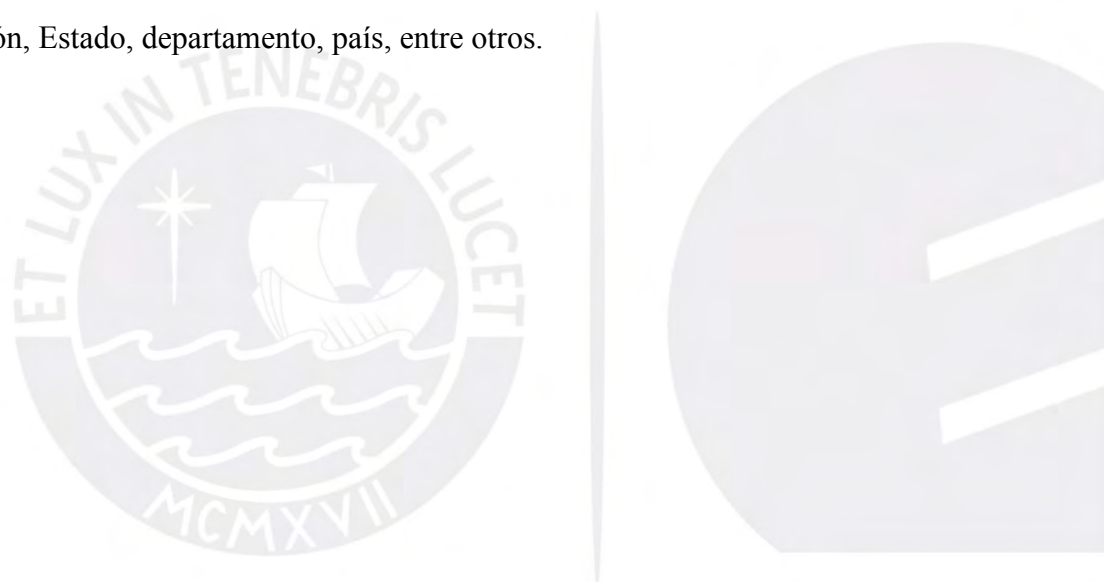 ón, Estado, departamento, país, entre otros.
ET LUX IN TENEBRIS LUCET
MCMXVII